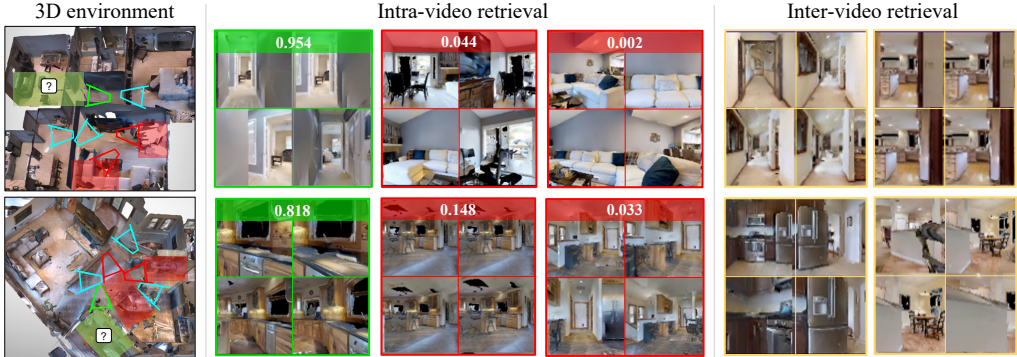 3D environment
Intra-video retrieval
Inter-video retrieval
?
0.954
0.044
0.002
?
0.818
0.148
0.033